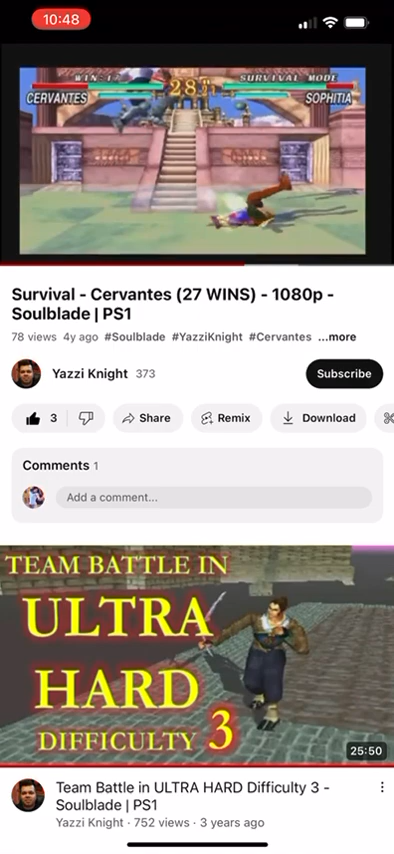 10:48
WIN:17
SURVIVAL MODE
CERVANTES
28
SOPHITIA
Survival - Cervantes (27 WINS) - 1080p -
Soulblade | PS1
78 views 4y ago #Soulblade #YazziKnight #Cervantes ...more
Yazzi Knight 373
Subscribe
3
Share
Remix
Download
Comments 1
Add a comment...
TEAM BATTLE IN
ULTRA
HARD
DIFFICULTY 3
25:50
Team Battle in ULTRA HARD Difficulty 3 -
Soulblade | PS1
Yazzi Knight · 752 views · 3 years ago